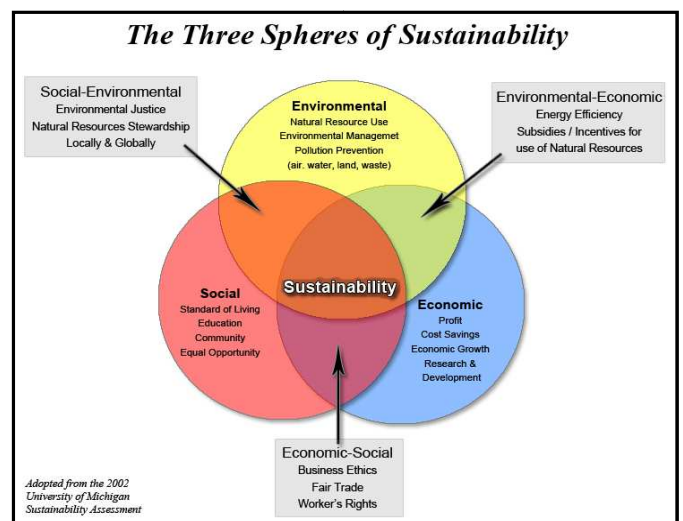 The Three Spheres of Sustainability
Social-Environmental
Environmental Justice
Natural Resources Stewardship
Locally & Globally
Environmental
Natural Resource Use
Environmental Managemet
Pollution Prevention
(air. water, land, waste)
Environmental-Economic
Energy Efficiency
Subsidies / Incentives for
use of Natural Resources
Sustainability
Social
Standard of Living
Education
Community
Equal Opportunity
Economic
Profit
Cost Savings
Economic Growth
Research &
Development
Economic-Social
Business Ethics
Fair Trade
Worker's Rights
Adopted from the 2002
University of Michigan
Sustainability Assessment